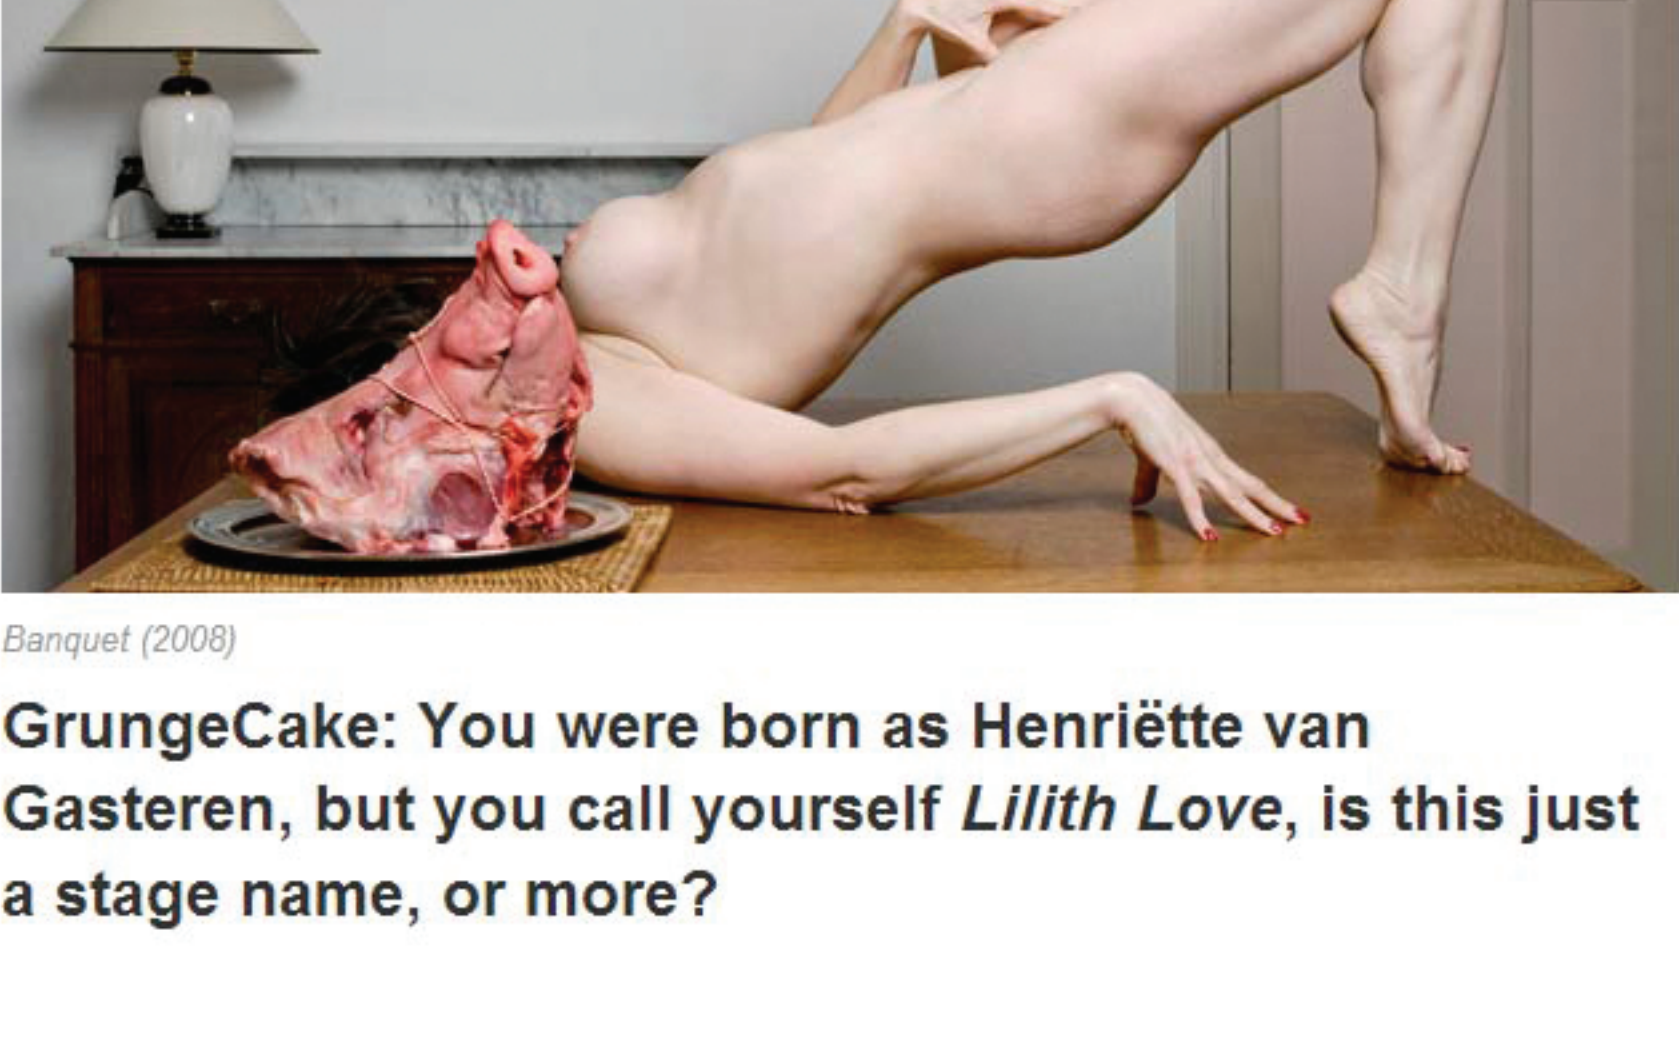 Banquet (2008)
GrungeCake: You were born as Henriëtte van
Gasteren, but you call yourself Lilith Love, is this just
a stage name, or more?